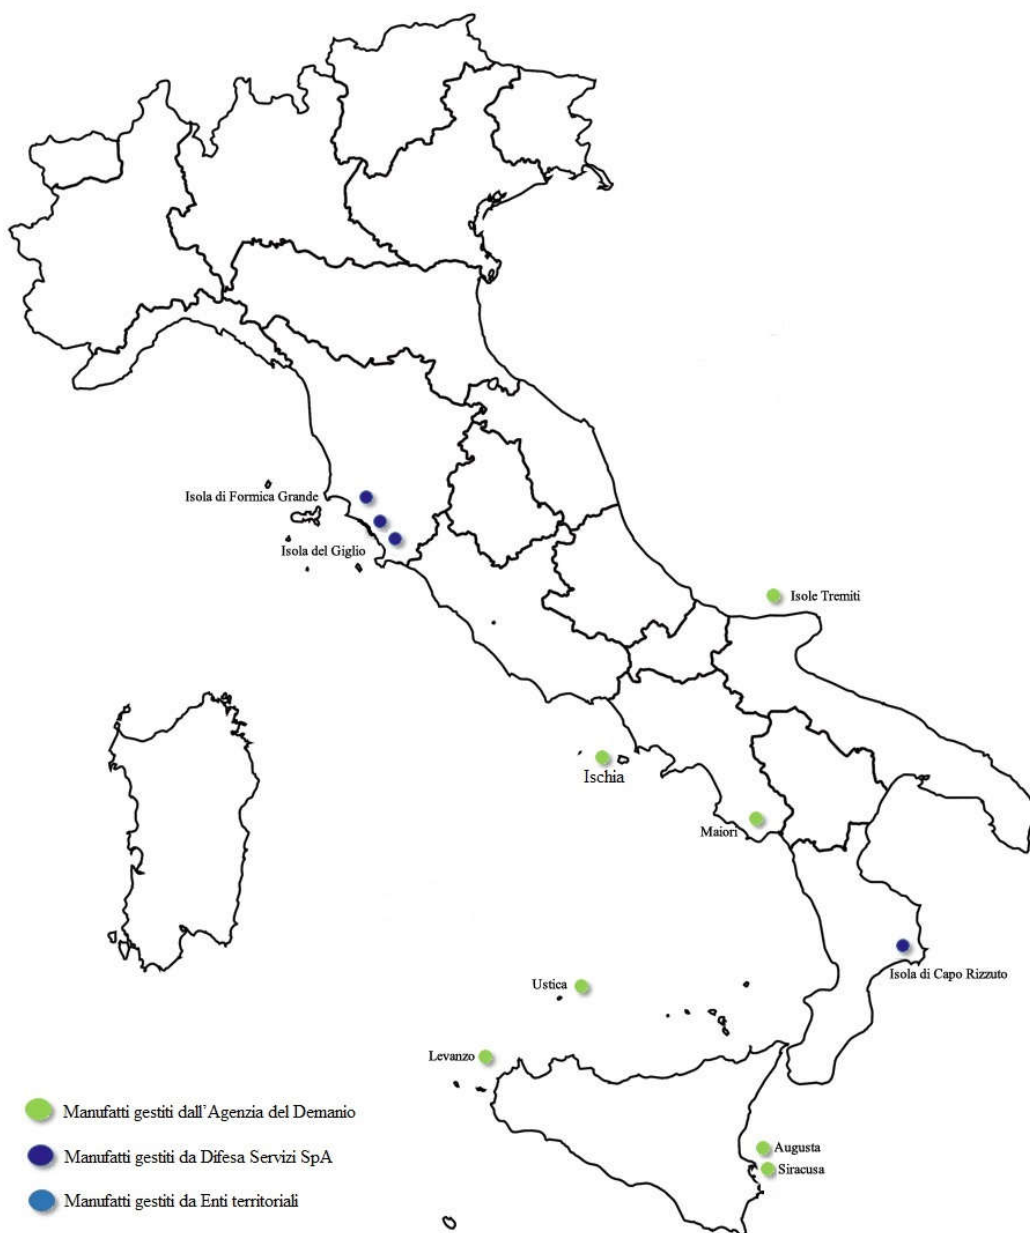 Isola di Formica Grande
Isola del Giglio
Isole Tremiti
Ischia
Maiori
Isola di Capo Rizzuto
Ustica
Levanzo
Manufatti gestiti dall'Agenzia del Demanio
Augusta
Manufatti gestiti da Difesa Servizi SpA
Siracusa
Manufatti gestiti da Enti territoriali